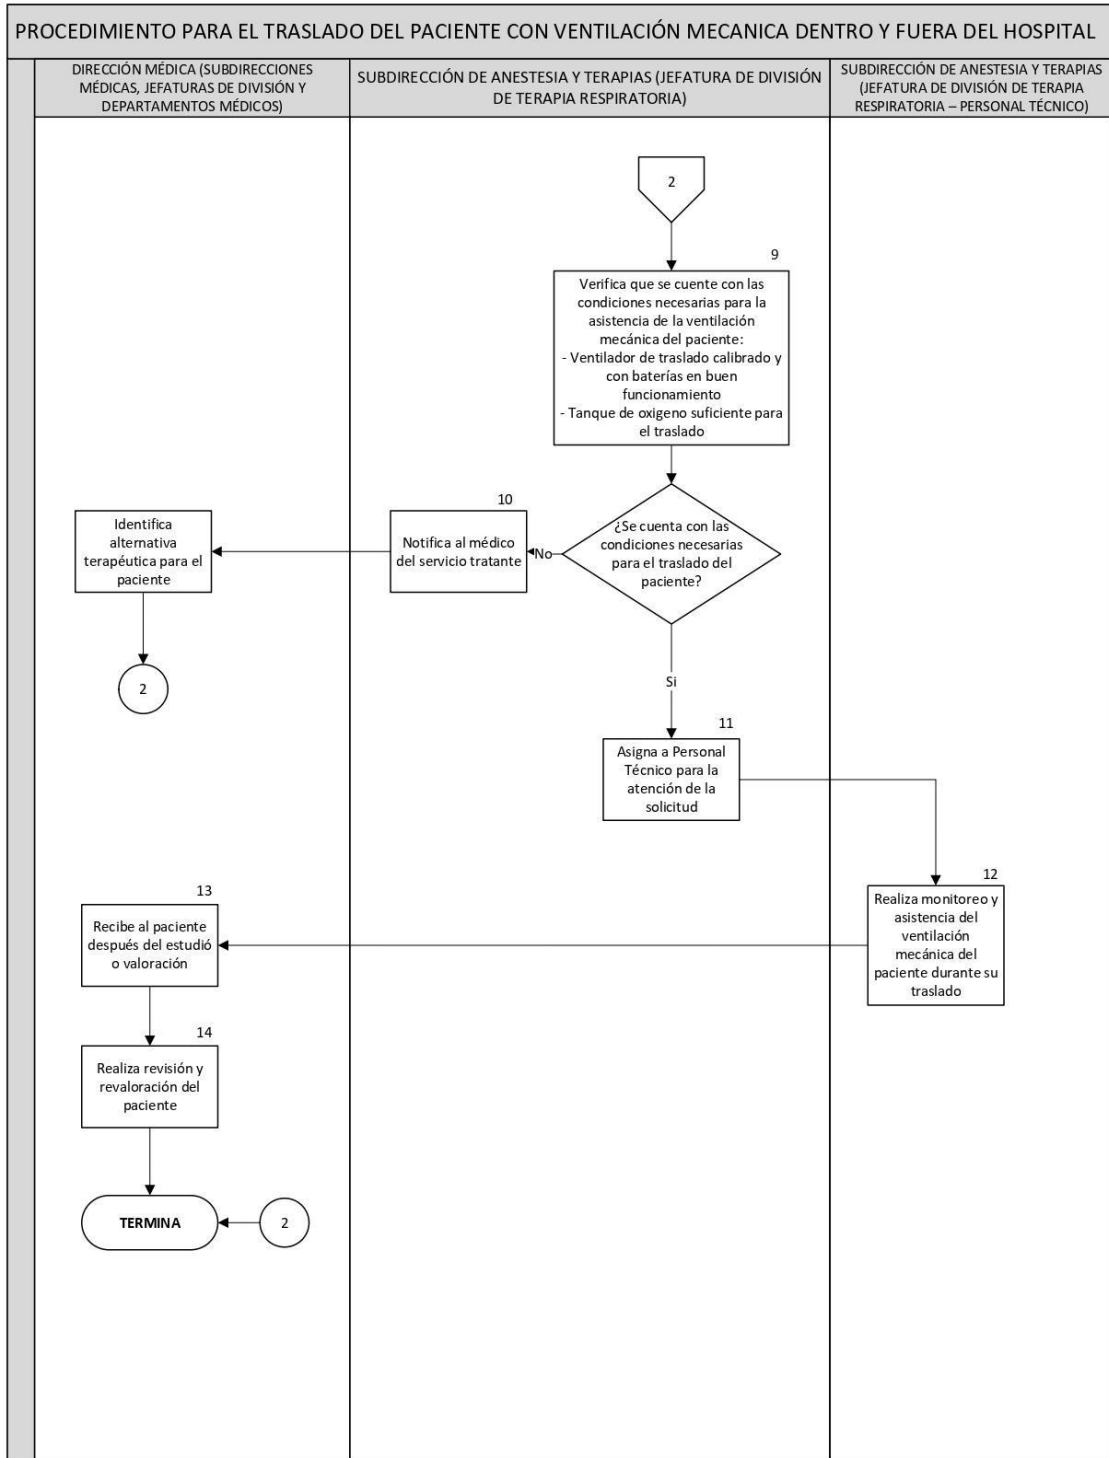 PROCEDIMIENTO PARA EL TRASLADO DEL PACIENTE CON VENTILACIÓN MECANICA DENTRO Y FUERA DEL HOSPITAL
DIRECCIÓN MÉDICA (SUBDIRECCIONES
MÉDICAS, JEFATURAS DE DIVISIÓN Y
DEPARTAMENTOS MÉDICOS)
SUBDIRECCIÓN DE ANESTESIA Y TERAPIAS (JEFATURA DE DIVISIÓN
DE TERAPIA RESPIRATORIA)
SUBDIRECCIÓN DE ANESTESIA Y TERAPIAS
(JEFATURA DE DIVISIÓN DE TERAPIA
RESPIRATORIA – PERSONAL TÉCNICO)
2
9
Verifica que se cuente con las
condiciones necesarias para la
asistencia de la ventilación
mecánica del paciente:
- Ventilador de traslado calibrado y
con baterías en buen
funcionamiento
- Tanque de oxigeno suficiente para
el traslado
¿Se cuenta con las
condiciones necesarias
para el traslado del
paciente?
No
10
Notifica al médico
del servicio tratante
Identifica
alternativa
terapéutica para el
paciente
2
Si
11
Asigna a Personal
Técnico para la
atención de la
solicitud
12
Realiza monitoreo y
asistencia del
ventilación
mecánica del
paciente durante su
traslado
13
Recibe al paciente
después del estudió
o valoración
14
Realiza revisión y
revaloración del
paciente
TERMINA
2